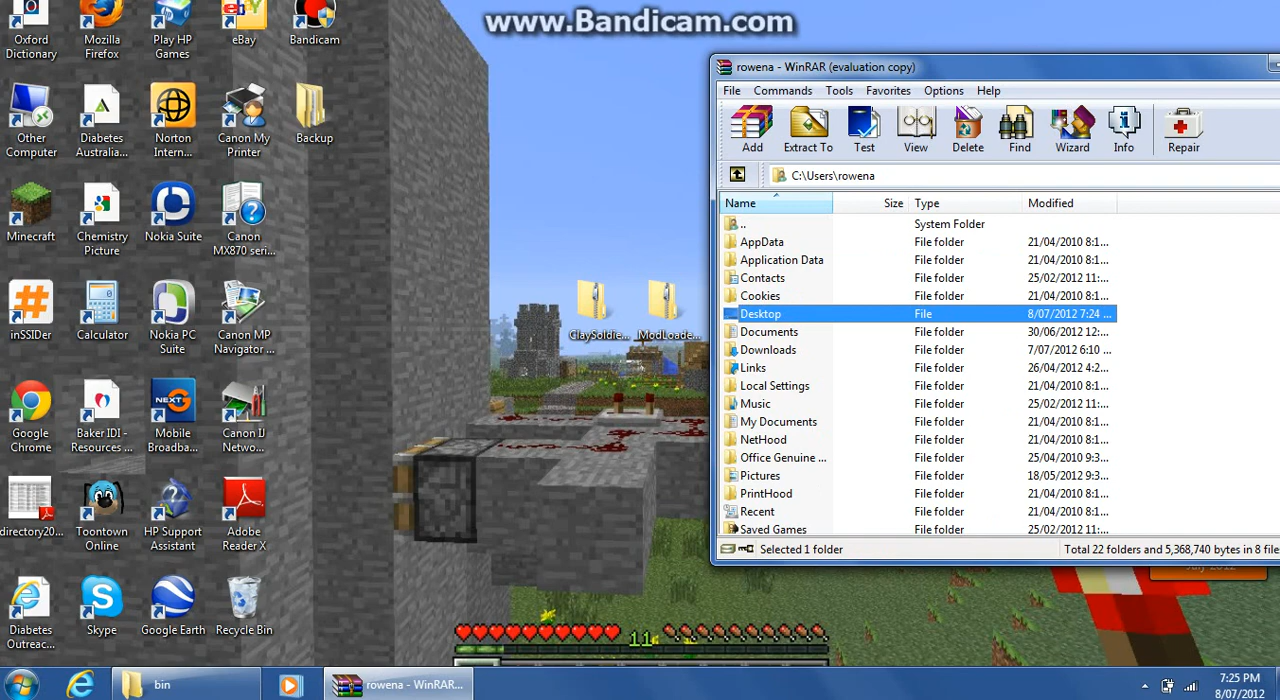 www.Bandicam.com
Oxford
Dictionary
Mozilla
Firefox
Play HP
Games
eBay
Bandicam
Other
Computer
Diabetes
Australia...
Norton
Intern...
Canon My
Printer
Backup
Minecraft
Chemistry
Picture
Nokia Suite
Canon
MX870 seri...
inSSIDer
Calculator
Nokia PC
Suite
Canon MP
Navigator ...
ClaySoldie...
ModLoade...
Google
Chrome
Baker IDI -
Resources ...
Mobile
Broadba...
Canon IJ
Netwo...
directory20...
Toontown
Online
HP Support
Assistant
Adobe
Reader X
Diabetes
Outreac...
Skype
Google Earth
Recycle Bin
rowena - WinRAR (evaluation copy)
File Commands Tools Favorites Options Help
Add Extract To Test View Delete Find Wizard Info Repair
C:\Users\rowena
Name Size Type Modified
.. System Folder
AppData File folder 21/04/2010 8:1...
Application Data File folder 21/04/2010 8:1...
Contacts File folder 25/02/2012 11:...
Cookies File folder 21/04/2010 8:1...
Desktop File 8/07/2012 7:24 ...
Documents File folder 30/06/2012 12:...
Downloads File folder 7/07/2012 6:10 ...
Links File folder 26/04/2012 4:2...
Local Settings File folder 21/04/2010 8:1...
Music File folder 25/02/2012 11:...
My Documents File folder 21/04/2010 8:1...
NetHood File folder 21/04/2010 8:1...
Office Genuine ... File folder 25/04/2010 9:3...
Pictures File folder 18/05/2012 9:3...
PrintHood File folder 21/04/2010 8:1...
Recent File folder 21/04/2010 8:1...
Saved Games File folder 25/02/2012 11:...
Selected 1 folder Total 22 folders and 5,368,740 bytes in 8 file
July 2012
11
bin
rowena - WinRAR...
7:25 PM
8/07/2012